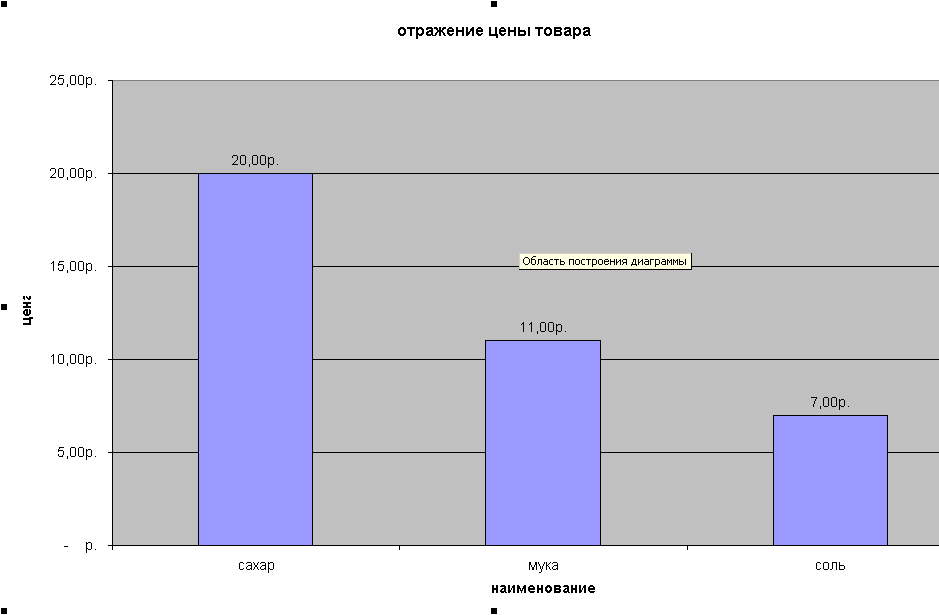 отражение цены товара
25,00р.
20,00р.
15,00р.
10,00р.
5,00р.
- р.
цена
20,00р.
11,00р.
7,00р.
Область построения диаграммы
сахар
мука
соль
наименование